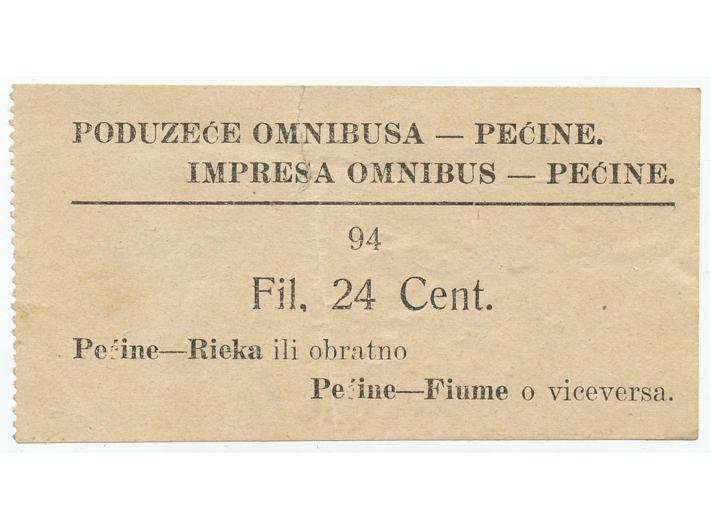 PODUZEĆE OMNIBUSA — PEĆINE.
IMPRESA OMNIBUS — PEĆINE.
94
Fil. 24 Cent.
Pećine—Rieka ili obratno
Pećine—Fiume o viceversa.